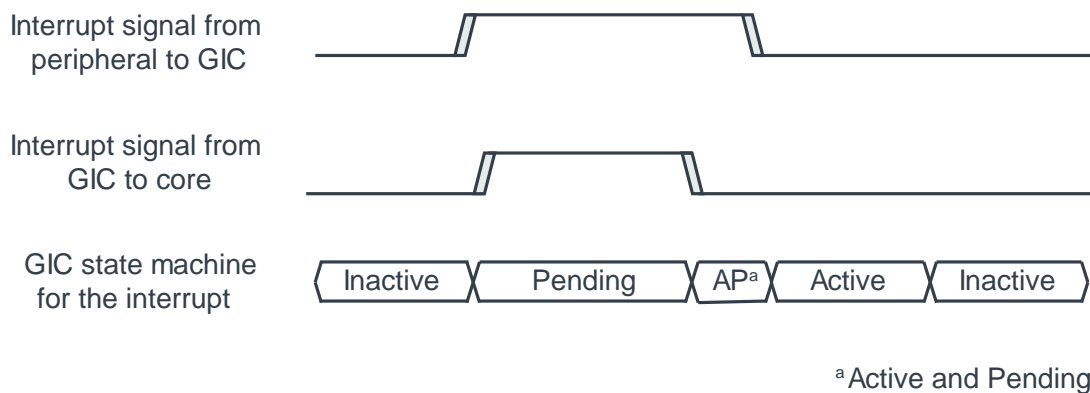 Interrupt signal from
peripheral to GIC
Interrupt signal from
GIC to core
GIC state machine
for the interrupt
Inactive Pending APᵃ Active Inactive
ᵃ Active and Pending